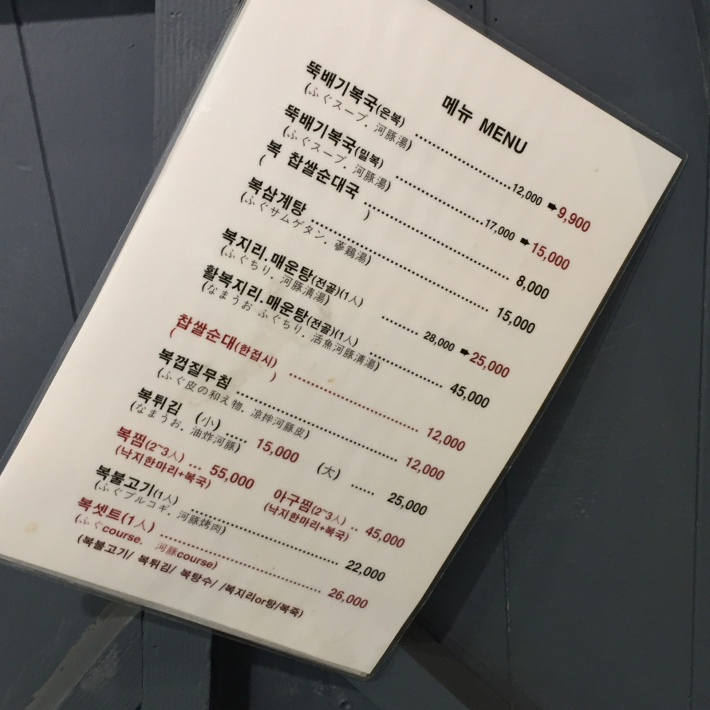 메뉴 MENU
뚝배기복국(은복) 12,000 ➡ 9,900
(ふぐスープ. 河豚湯)
뚝배기복국(밀복) 17,000 ➡ 15,000
(ふぐスープ. 河豚湯)
복 찹쌀순대국 8,000
( )
복삼계탕 15,000
(ふぐサムゲタン. 蔘鷄湯)
복지리.매운탕(전골)(1人) 28,000 ➡ 25,000
(ふぐちり. 河豚清湯)
활복지리.매운탕(전골)(1人) 45,000
(なまうお ふぐちり. 活魚河豚清湯)
찹쌀순대(한접시) 12,000
( )
복껍질무침 12,000
(ふぐ皮の和え物. 凉拌河豚皮)
복튀김 (小) 15,000 (大) 25,000
(なまうお. 油炸河豚)
복찜(2~3人) ... 55,000 아구찜(2~3人) .. 45,000
(낙지한마리+복국) (낙지한마리+복국)
복불고기(1人) 22,000
(ふぐプルコギ. 河豚烤肉)
복셋트(1人) 26,000
(ふぐcourse. 河豚course)
(복불고기/ 복튀김/ 복탕수/ /복지리or탕/복죽)